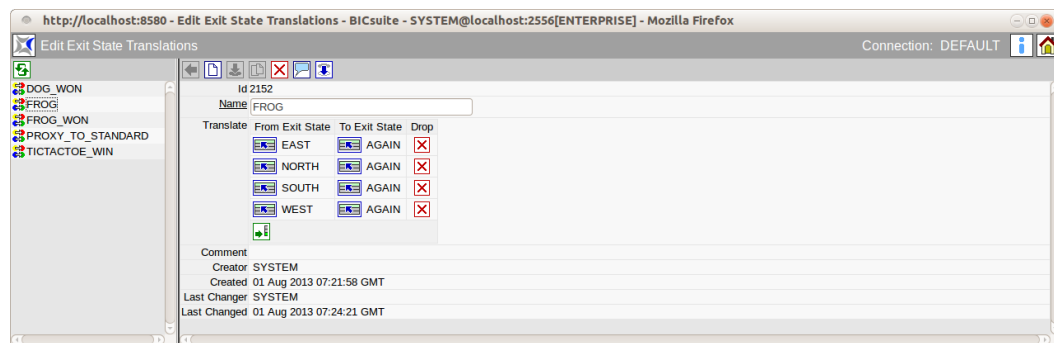 http://localhost:8580 - Edit Exit State Translations - BICsuite - SYSTEM@localhost:2556[ENTERPRISE] - Mozilla Firefox
Edit Exit State Translations Connection: DEFAULT
DOG_WON
FROG
FROG_WON
PROXY_TO_STANDARD
TICTACTOE_WIN
Id 2152
Name FROG
Translate From Exit State To Exit State Drop
EAST AGAIN
NORTH AGAIN
SOUTH AGAIN
WEST AGAIN
Comment
Creator SYSTEM
Created 01 Aug 2013 07:21:58 GMT
Last Changer SYSTEM
Last Changed 01 Aug 2013 07:24:21 GMT